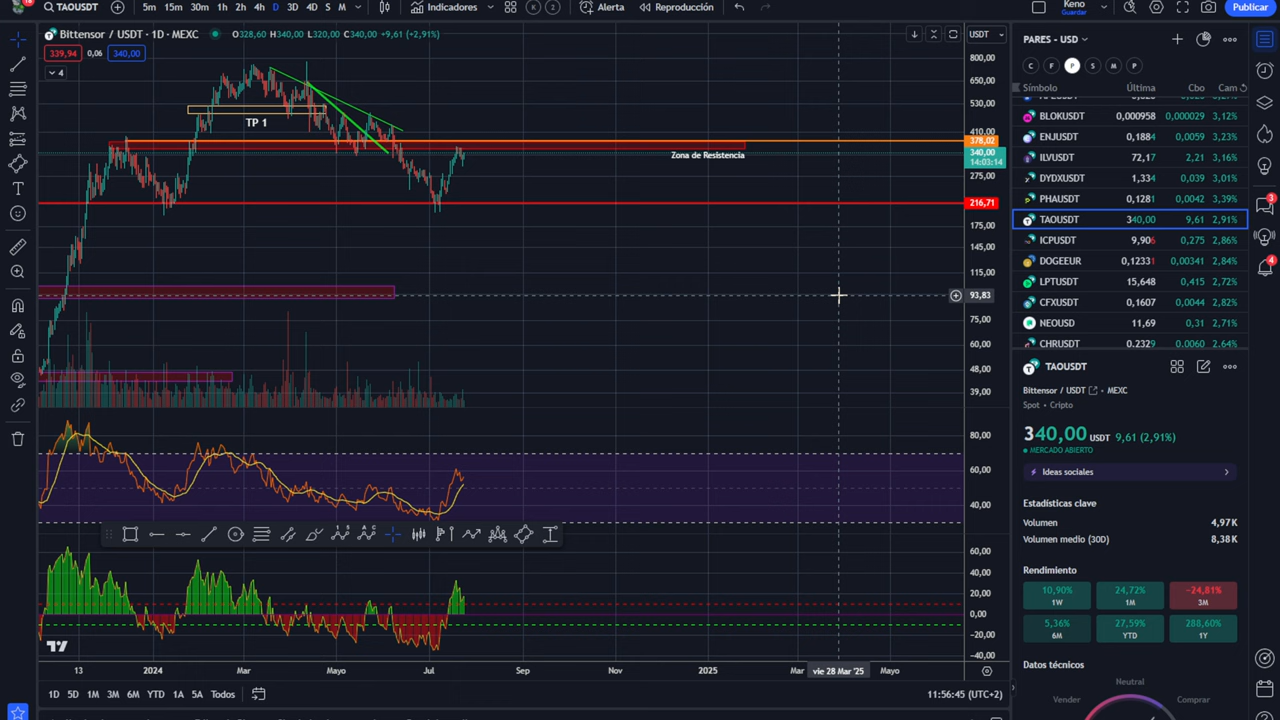 TAOUSDT
5m 15m 30m 1h 2h 4h D 3D 4D S M
Indicadores
Alerta
Reproducción
Keno
Guardar
Publicar
Bittensor / USDT · 1D · MEXC
O328,60 H340,00 L320,00 C340,00 +9,61 (+2,91%)
339,94 0,06 340,00
4
USDT
800,00
650,00
530,00
410,00
378,02
340,00
14:03:14
275,00
216,71
175,00
145,00
115,00
93,83
75,00
60,00
48,00
39,00
TP 1
Zona de Resistencia
80,00
60,00
40,00
60,00
40,00
20,00
0,00
−20,00
−40,00
13 2024 Mar Mayo Jul Sep Nov 2025 Mar vie 28 Mar '25 Mayo
1D 5D 1M 3M 6M YTD 1A 5A Todos
11:56:45 (UTC+2)
PARES - USD
C F P S M P
Símbolo Última Cbo Cam
BLOKUSDT 0,000958 0,000029 3,12%
ENJUSDT 0,1884 0,0059 3,23%
ILVUSDT 72,17 2,21 3,16%
DYDXUSDT 1,334 0,039 3,01%
PHAUSDT 0,1281 0,0042 3,39%
TAOUSDT 340,00 9,61 2,91%
ICPUSDT 9,906 0,275 2,86%
DOGEEUR 0,12331 0,00341 2,84%
LPTUSDT 15,648 0,415 2,72%
CFXUSDT 0,1607 0,0044 2,82%
NEOUSD 11,69 0,31 2,71%
CHRUSDT 0,2329 0,0060 2,64%
TAOUSDT
Bittensor / USDT · MEXC
Spot • Cripto
340,00 USDT 9,61 (2,91%)
MERCADO ABIERTO
Ideas sociales
Estadísticas clave
Volumen 4,97K
Volumen medio (30D) 8,38K
Rendimiento
10,90% 24,72% −24,81%
1W 1M 3M
5,36% 27,59% 288,60%
6M YTD 1Y
Datos técnicos
Neutral
Vender Comprar